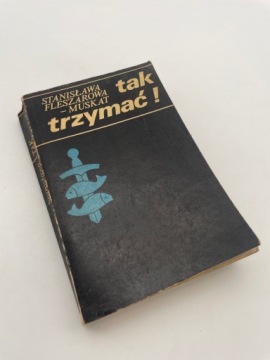 STANISŁAWA
FLESZAROWA
-MUSKAT
tak
trzymać!